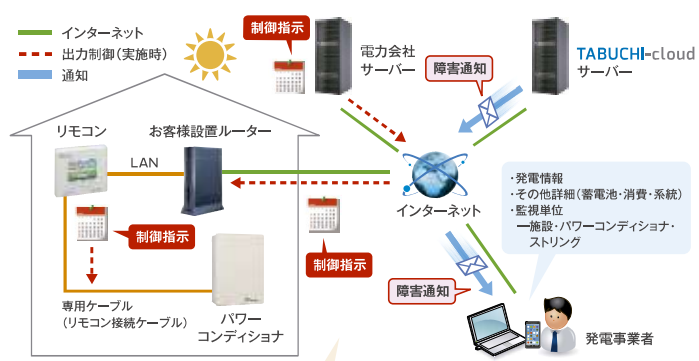 インターネット
出力制御(実施時)
通知
制御指示
電力会社
サーバー
障害通知
TABUCHI-cloud
サーバー
リモコン
お客様設置ルーター
LAN
インターネット
・発電情報
・その他詳細(蓄電池・消費・系統)
・監視単位
―施設・パワーコンディショナ・
ストリング
制御指示
制御指示
障害通知
専用ケーブル
(リモコン接続ケーブル)
パワー
コンディショナ
発電事業者